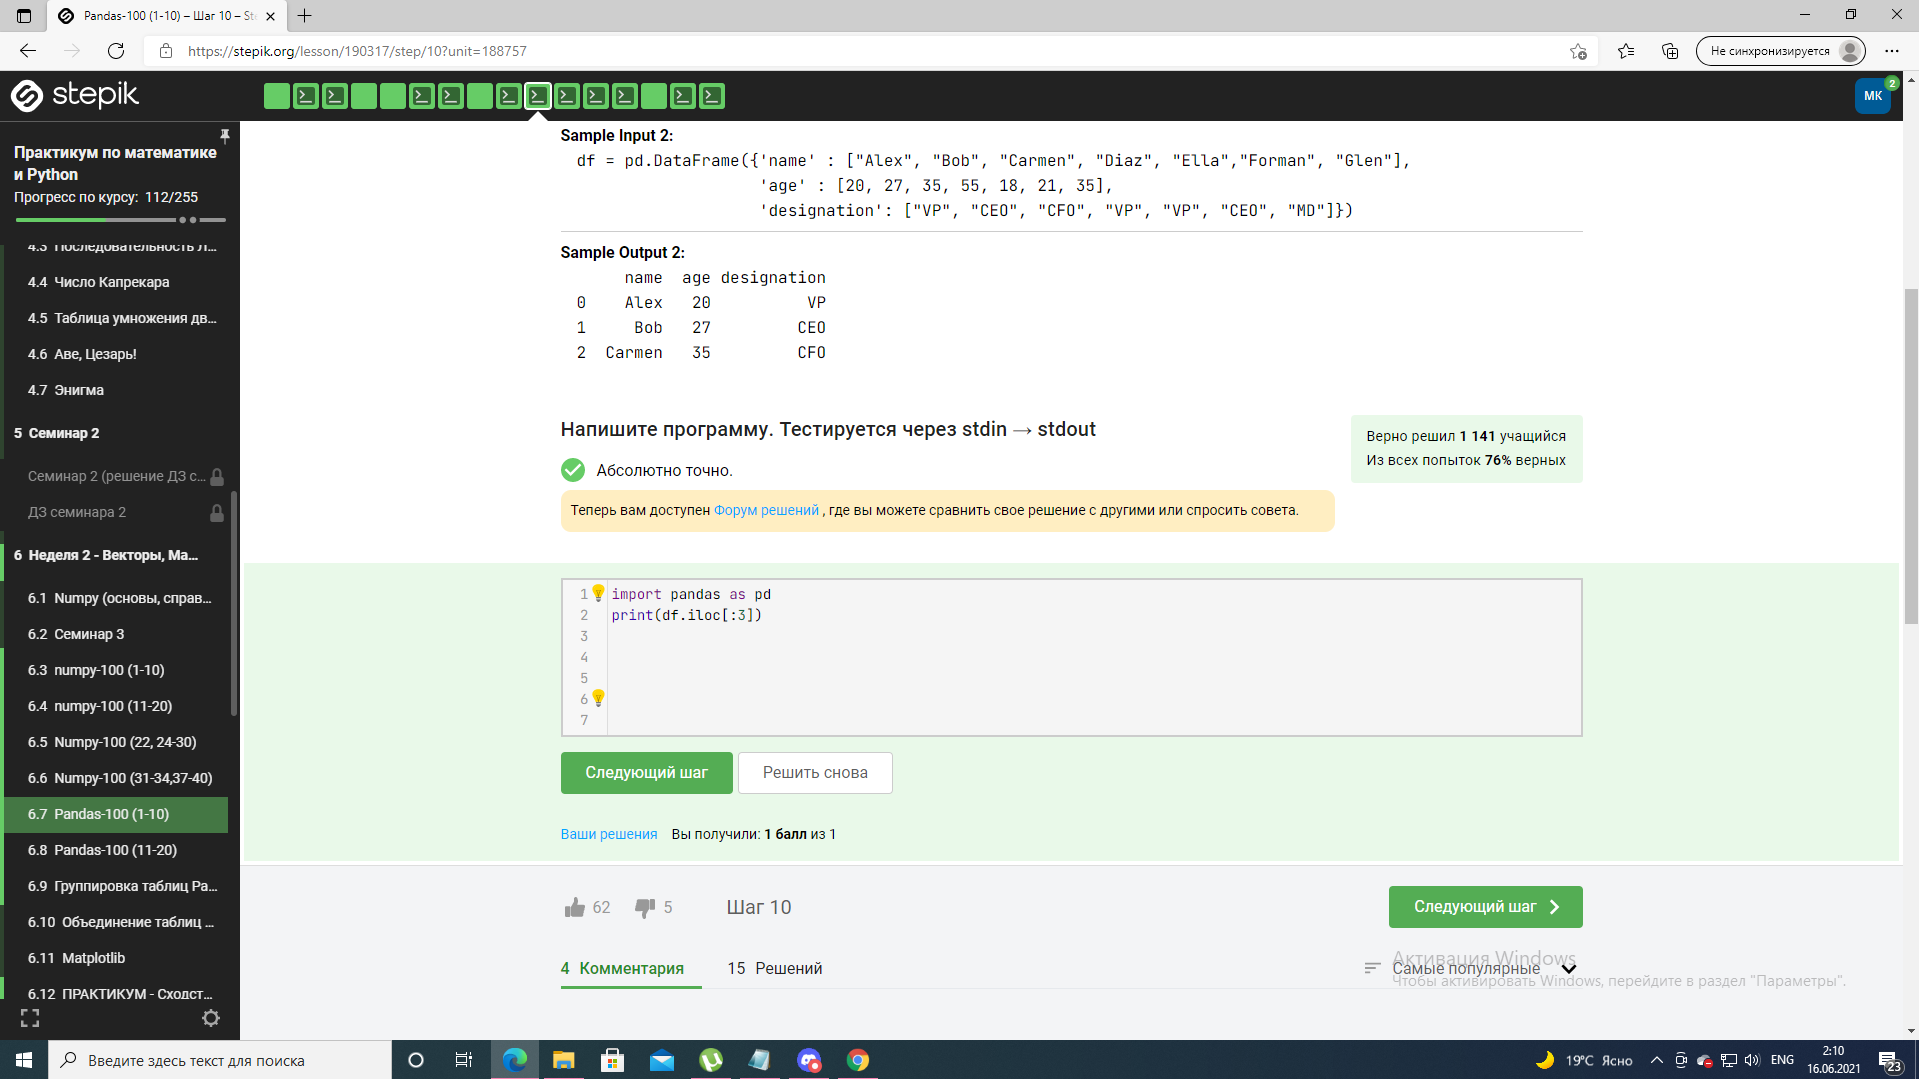 Pandas-100 (1-10) – Шаг 10 – Ste
https://stepik.org/lesson/190317/step/10?unit=188757
Не синхронизируется
stepik
МК
2
Практикум по математике
и Python
Прогресс по курсу: 112/255
4.3 Последовательность Л...
4.4 Число Капрекара
4.5 Таблица умножения дв...
4.6 Аве, Цезарь!
4.7 Энигма
5 Семинар 2
Семинар 2 (решение ДЗ с...
ДЗ семинара 2
6 Неделя 2 - Векторы, Ма...
6.1 Numpy (основы, справ...
6.2 Семинар 3
6.3 numpy-100 (1-10)
6.4 numpy-100 (11-20)
6.5 Numpy-100 (22, 24-30)
6.6 Numpy-100 (31-34,37-40)
6.7 Pandas-100 (1-10)
6.8 Pandas-100 (11-20)
6.9 Группировка таблиц Pa...
6.10 Объединение таблиц ...
6.11 Matplotlib
6.12 ПРАКТИКУМ - Сходст...
Sample Input 2:
df = pd.DataFrame({'name' : ["Alex", "Bob", "Carmen", "Diaz", "Ella","Forman", "Glen"],
'age' : [20, 27, 35, 55, 18, 21, 35],
'designation': ["VP", "CEO", "CFO", "VP", "VP", "CEO", "MD"]})
Sample Output 2:
name age designation
0 Alex 20 VP
1 Bob 27 CEO
2 Carmen 35 CFO
Напишите программу. Тестируется через stdin → stdout
Верно решил 1 141 учащийся
Из всех попыток 76% верных
Абсолютно точно.
Теперь вам доступен Форум решений , где вы можете сравнить свое решение с другими или спросить совета.
1 import pandas as pd
2 print(df.iloc[:3])
3
4
5
6
7
Следующий шаг
Решить снова
Ваши решения Вы получили: 1 балл из 1
62
5
Шаг 10
Следующий шаг
4 Комментария
15 Решений
Самые популярные
Активация Windows
Чтобы активировать Windows, перейдите в раздел "Параметры".
Введите здесь текст для поиска
19°C Ясно
ENG
2:10
16.06.2021
23